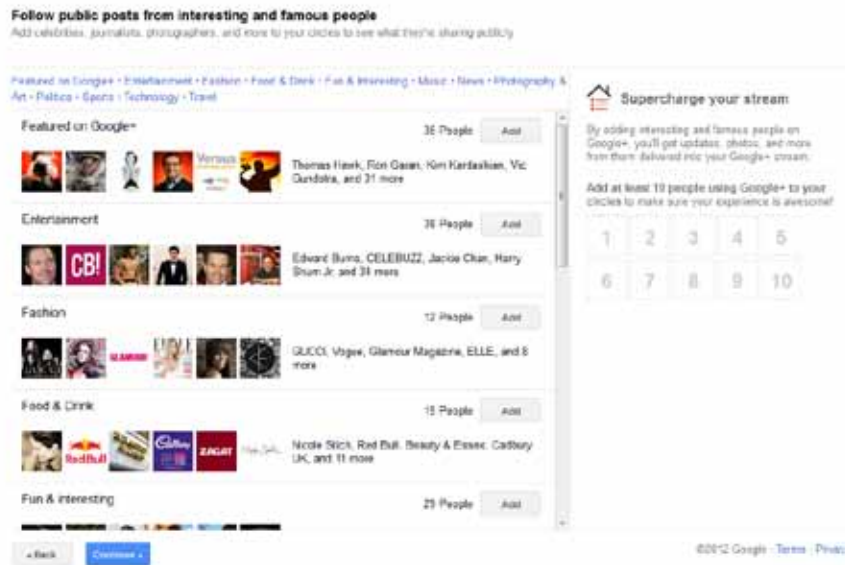 Follow public posts from interesting and famous people
Add celebrities, journalists, photographers, and more to your circles to see what they're sharing publicly
Featured on Google+ - Entertainment - Fashion - Food & Drink - Fun & Interesting - Music - News - Photography &
Art - Politics - Sports - Technology - Travel
Featured on Google+
36 People
Add
Versus
Thomas Hawk, Ron Garan, Kim Kardashian, Vic
Gundotra, and 31 more
Entertainment
36 People
Add
CB!
Edward Burns, CELEBUZZ, Jackie Chan, Harry
Shum Jr, and 31 more
Fashion
12 People
Add
GLAMOUR
ELLE
GUCCI, Vogue, Glamour Magazine, ELLE, and 8
more
Food & Drink
15 People
Add
RedBull
Cadbury
ZAGAT
Nicole Stich, Red Bull, Beauty & Essex, Cadbury
UK, and 11 more
Fun & interesting
29 People
Add
« Back
Continue »
Supercharge your stream
By adding interesting and famous people on
Google+, you'll get updates, photos, and more
from them delivered into your Google+ stream.
Add at least 10 people using Google+ to your
circles to make sure your experience is awesome!
1 2 3 4 5
6 7 8 9 10
©2012 Google - Terms - Privac